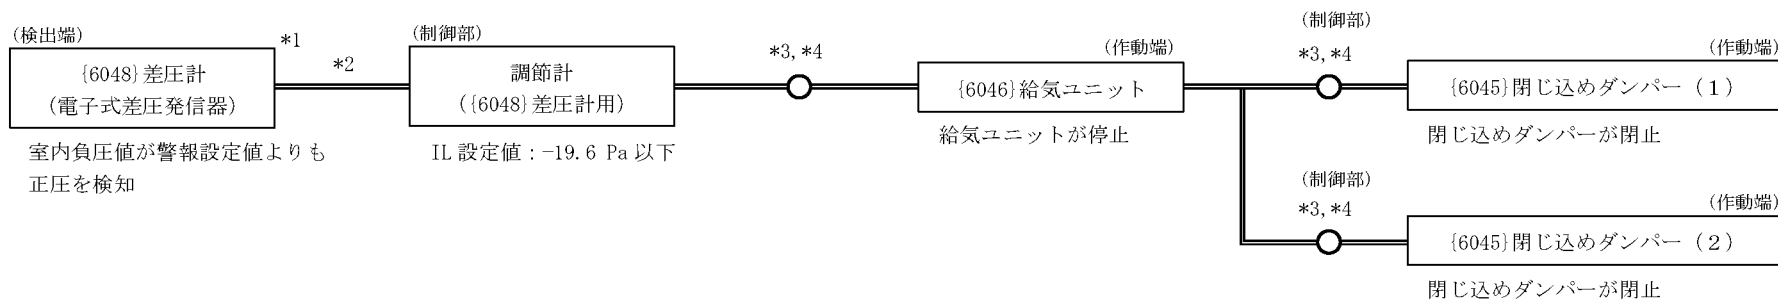 (検出端)
*1
{6048}差圧計
(電子式差圧発信器)
室内負圧値が警報設定値よりも
正圧を検知
*2
(制御部)
調節計
({6048}差圧計用)
IL 設定値：-19.6 Pa 以下
*3, *4
(作動端)
{6046}給気ユニット
給気ユニットが停止
(制御部)
*3, *4
(作動端)
{6045}閉じ込めダンパー（１）
閉じ込めダンパーが閉止
(制御部)
*3, *4
(作動端)
{6045}閉じ込めダンパー（２）
閉じ込めダンパーが閉止